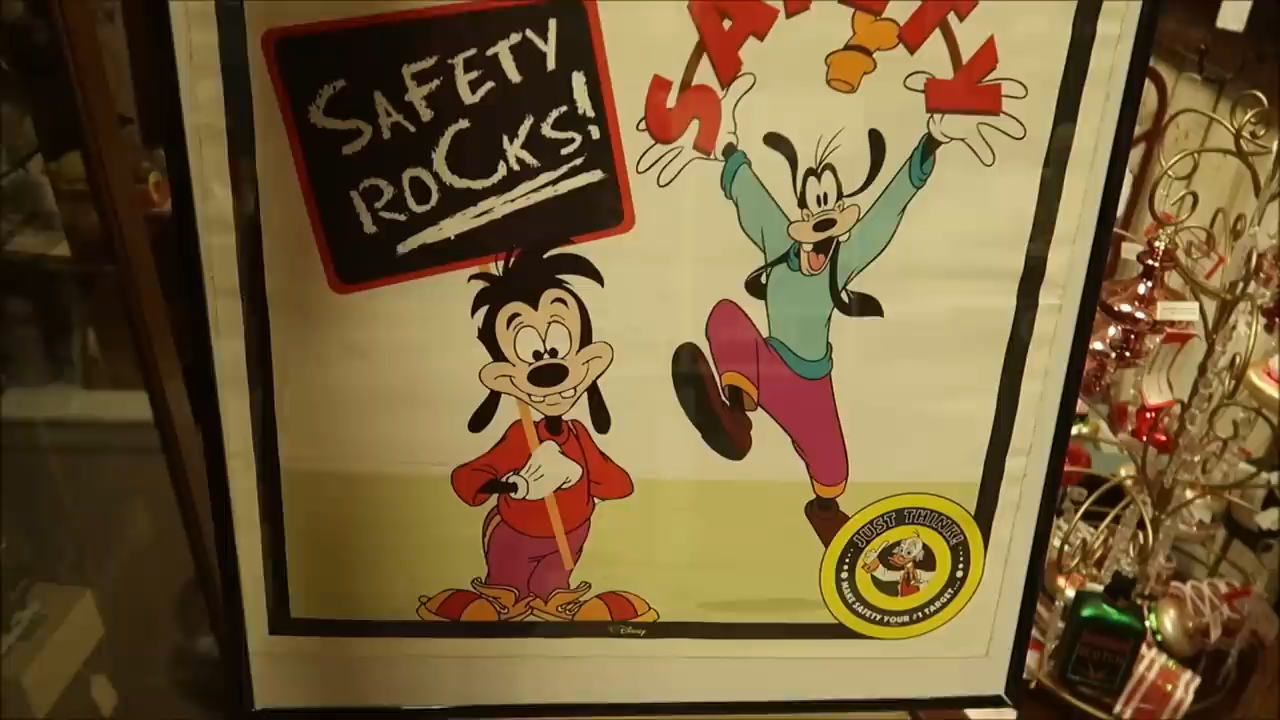 SAFETY
ROCKS!
JUST THINK!
MAKE SAFETY YOUR #1 TARGET...
Disney